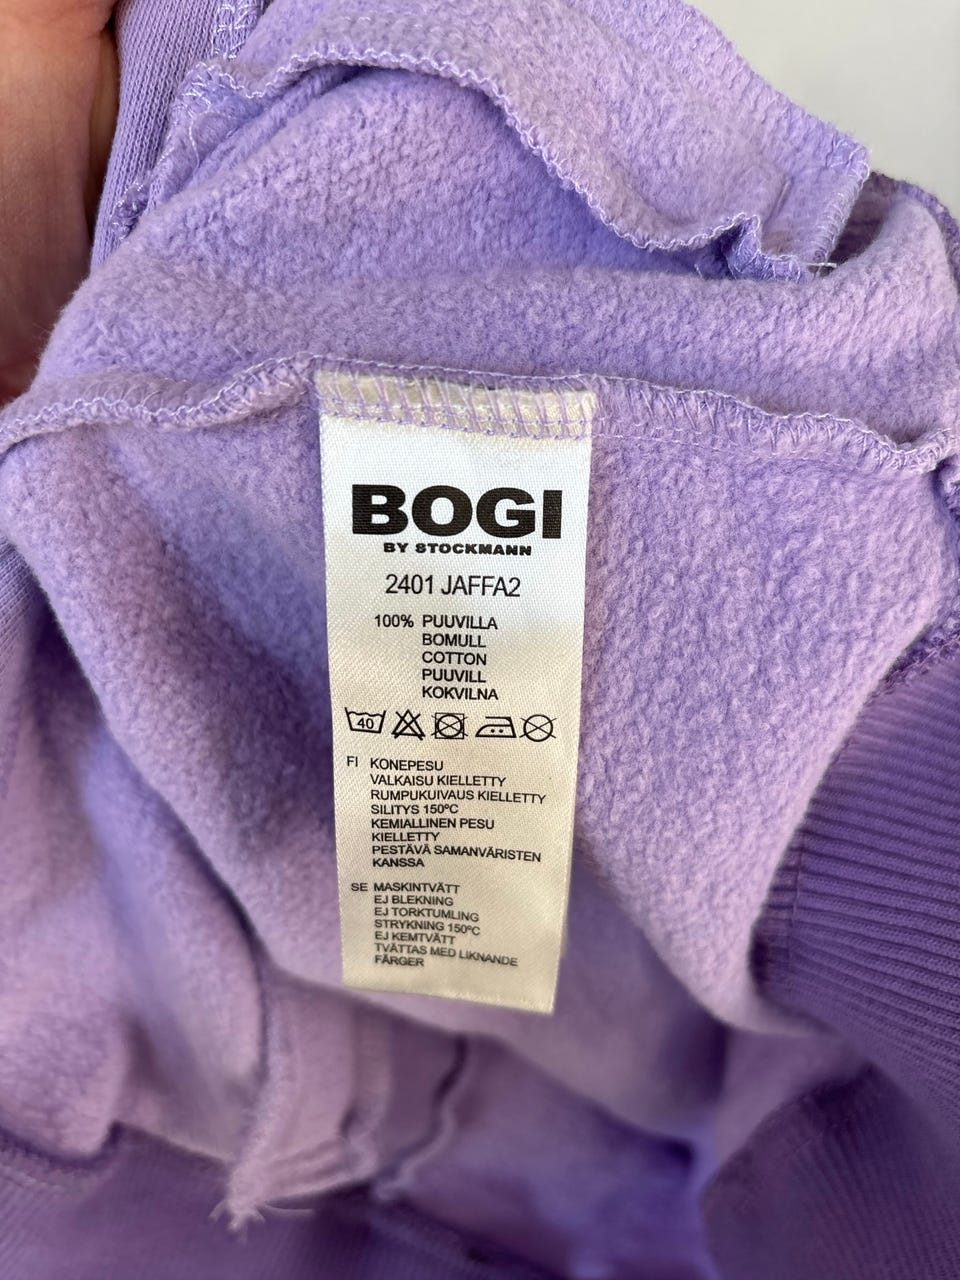 BOGI
BY STOCKMANN
2401 JAFFA2
100% PUUVILLA
BOMULL
COTTON
PUUVILL
KOKVILNA
40
FI KONEPESU
VALKAISU KIELLETTY
RUMPUKUIVAUS KIELLETTY
SILITYS 150ºC
KEMIALLINEN PESU
KIELLETTY
PESTÄVÄ SAMANVÄRISTEN
KANSSA
SE MASKINTVÄTT
EJ BLEKNING
EJ TORKTUMLING
STRYKNING 150ºC
EJ KEMTVÄTT
TVÄTTAS MED LIKNANDE
FÄRGER